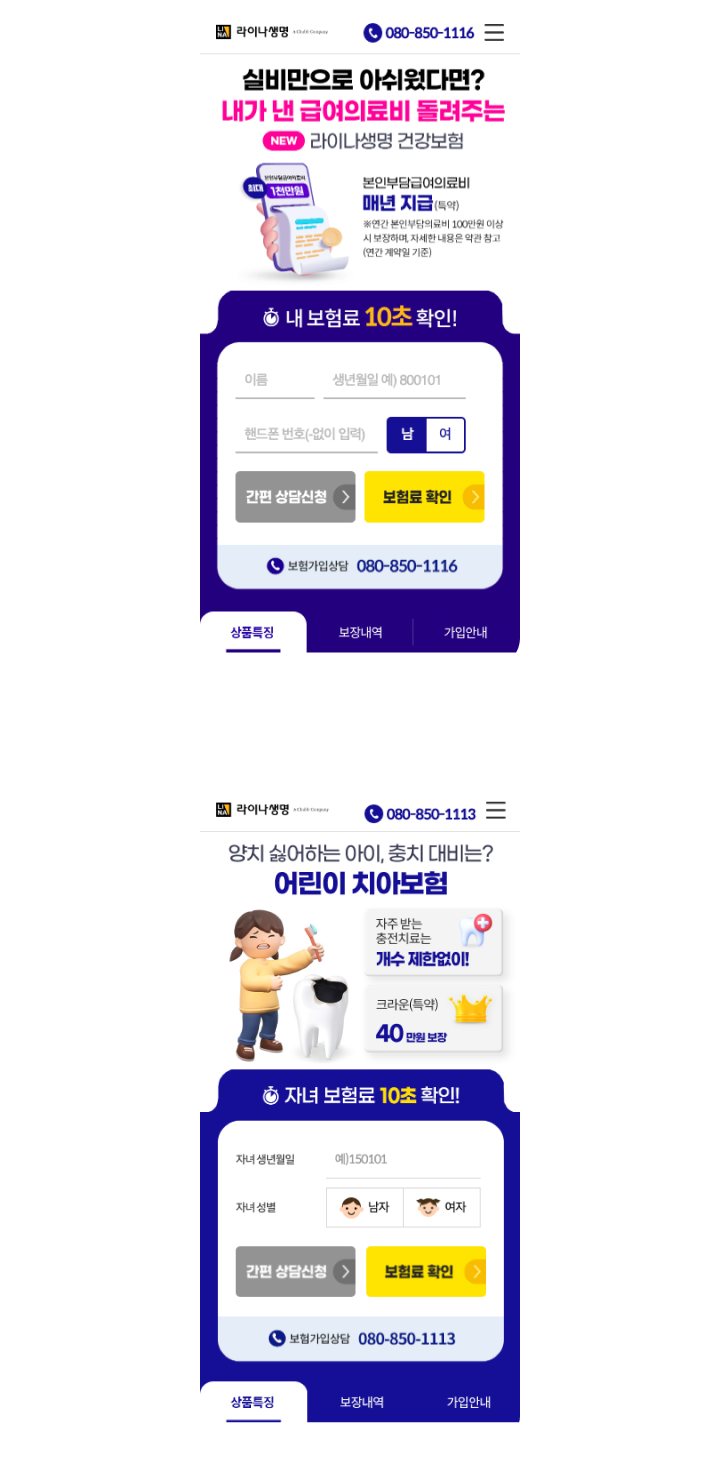 LINA 라이나생명 A Chubb Company 080-850-1116
실비만으로 아쉬웠다면?
내가 낸 급여의료비 돌려주는
NEW 라이나생명 건강보험
본인부담급여의료비
최대 1천만원
본인부담급여의료비
매년 지급(특약)
※연간 본인부담의료비 100만원 이상
시 보장하며, 자세한 내용은 약관 참고
(연간 계약일 기준)
내 보험료 10초 확인!
이름 생년월일 예) 800101
핸드폰 번호(-없이 입력) 남 여
간편 상담신청 보험료 확인
보험가입상담 080-850-1116
상품특징 보장내역 가입안내
LINA 라이나생명 A Chubb Company 080-850-1113
양치 싫어하는 아이, 충치 대비는?
어린이 치아보험
자주 받는
충전치료는
개수 제한없이!
크라운(특약)
40 만원 보장
자녀 보험료 10초 확인!
자녀 생년월일 예)150101
자녀 성별 남자 여자
간편 상담신청 보험료 확인
보험가입상담 080-850-1113
상품특징 보장내역 가입안내